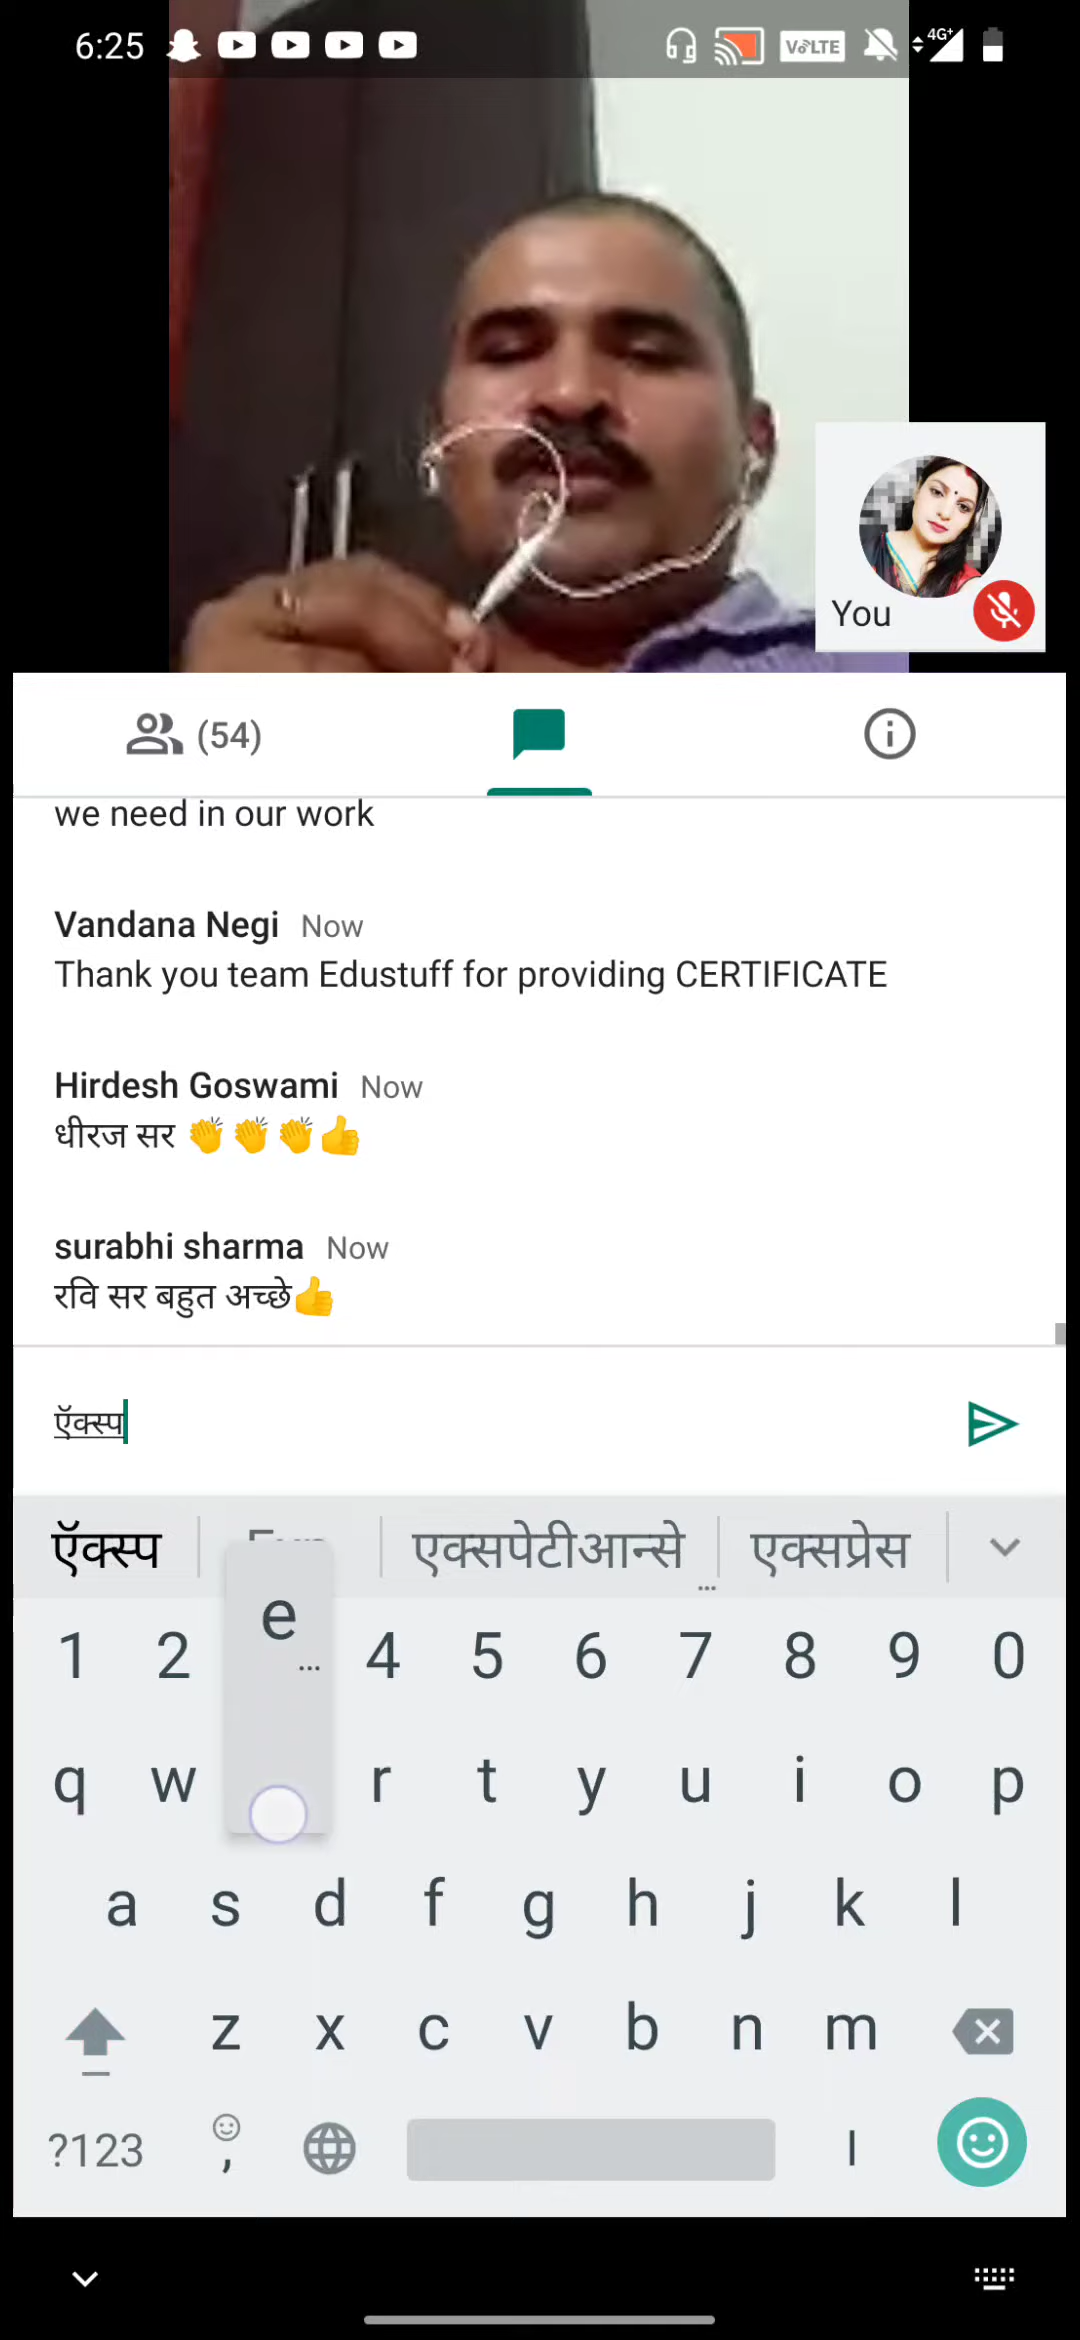 6:25 VoLTE 4G+
You
(54)
we need in our work
Vandana Negi Now
Thank you team Edustuff for providing CERTIFICATE
Hirdesh Goswami Now
धीरज सर 👏👏👏👍
surabhi sharma Now
रवि सर बहुत अच्छे👍
ऍक्स्प
ऍक्स्प एक्सपेटीआन्से एक्सप्रेस
e
1 2 4 5 6 7 8 9 0
q w r t y u i o p
a s d f g h j k l
z x c v b n m
?123 , ।